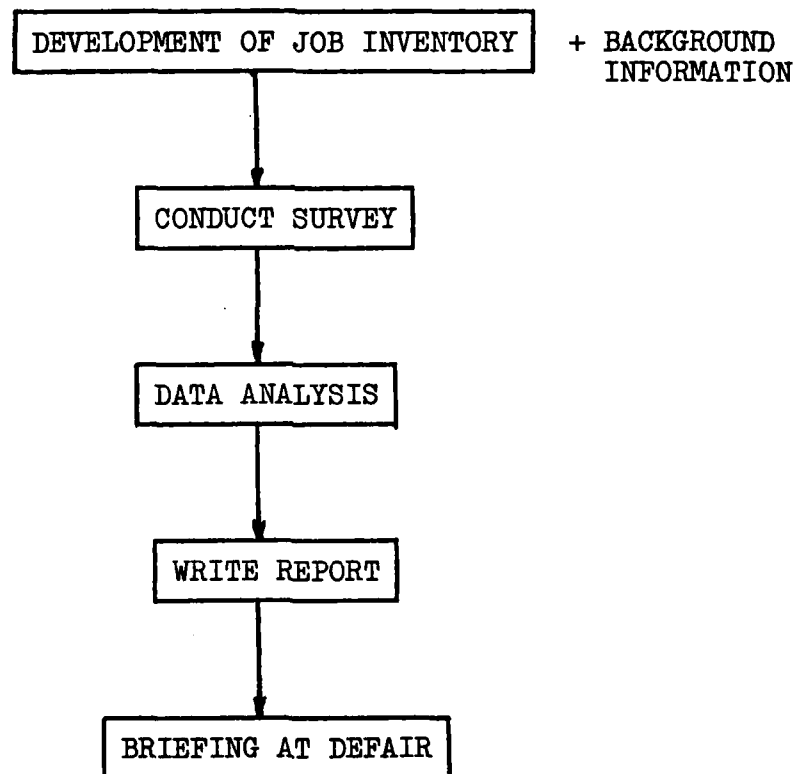 DEVELOPMENT OF JOB INVENTORY + BACKGROUND
INFORMATION
CONDUCT SURVEY
DATA ANALYSIS
WRITE REPORT
BRIEFING AT DEFAIR